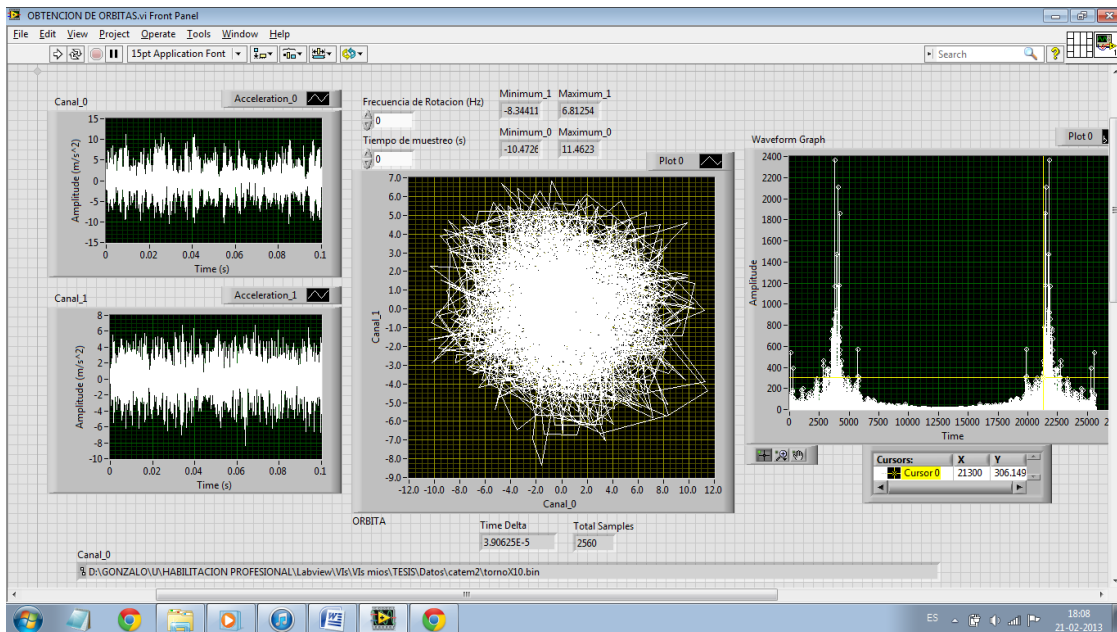 OBTENCION DE ORBITAS.vi Front Panel
File Edit View Project Operate Tools Window Help
15pt Application Font
Search
Canal_0
Acceleration_0
Amplitude (m/s^2)
15-
10-
5-
0-
-5-
-10-
-15-
0 0.02 0.04 0.06 0.08 0.1
Time (s)
Canal_1
Acceleration_1
Amplitude (m/s^2)
8-
6-
4-
2-
0-
-2-
-4-
-6-
-8-
-10-
0 0.02 0.04 0.06 0.08 0.1
Time (s)
Frecuencia de Rotacion (Hz)
0
Tiempo de muestreo (s)
0
Minimum_1 Maximum_1
-8.34411 6.81254
Minimum_0 Maximum_0
-10.4726 11.4623
Plot 0
Canal_1
7.0-
6.0-
5.0-
4.0-
3.0-
2.0-
1.0-
0.0-
-1.0-
-2.0-
-3.0-
-4.0-
-5.0-
-6.0-
-7.0-
-8.0-
-9.0-
-12.0 -10.0 -8.0 -6.0 -4.0 -2.0 0.0 2.0 4.0 6.0 8.0 10.0 12.0
Canal_0
ORBITA
Time Delta
3.90625E-5
Total Samples
2560
Waveform Graph
Plot 0
Amplitude
2400-
2200-
2000-
1800-
1600-
1400-
1200-
1000-
800-
600-
400-
200-
0-
0 2500 5000 7500 10000 12500 15000 17500 20000 22500 25000
Time
Cursors: X Y
Cursor 0 21300 306.149
Canal_0
D:\GONZALO\U\HABILITACION PROFESIONAL\Labview\VIs\VIs mios\TESIS\Datos\catem2\tornoX10.bin
ES
18:08
21-02-2013